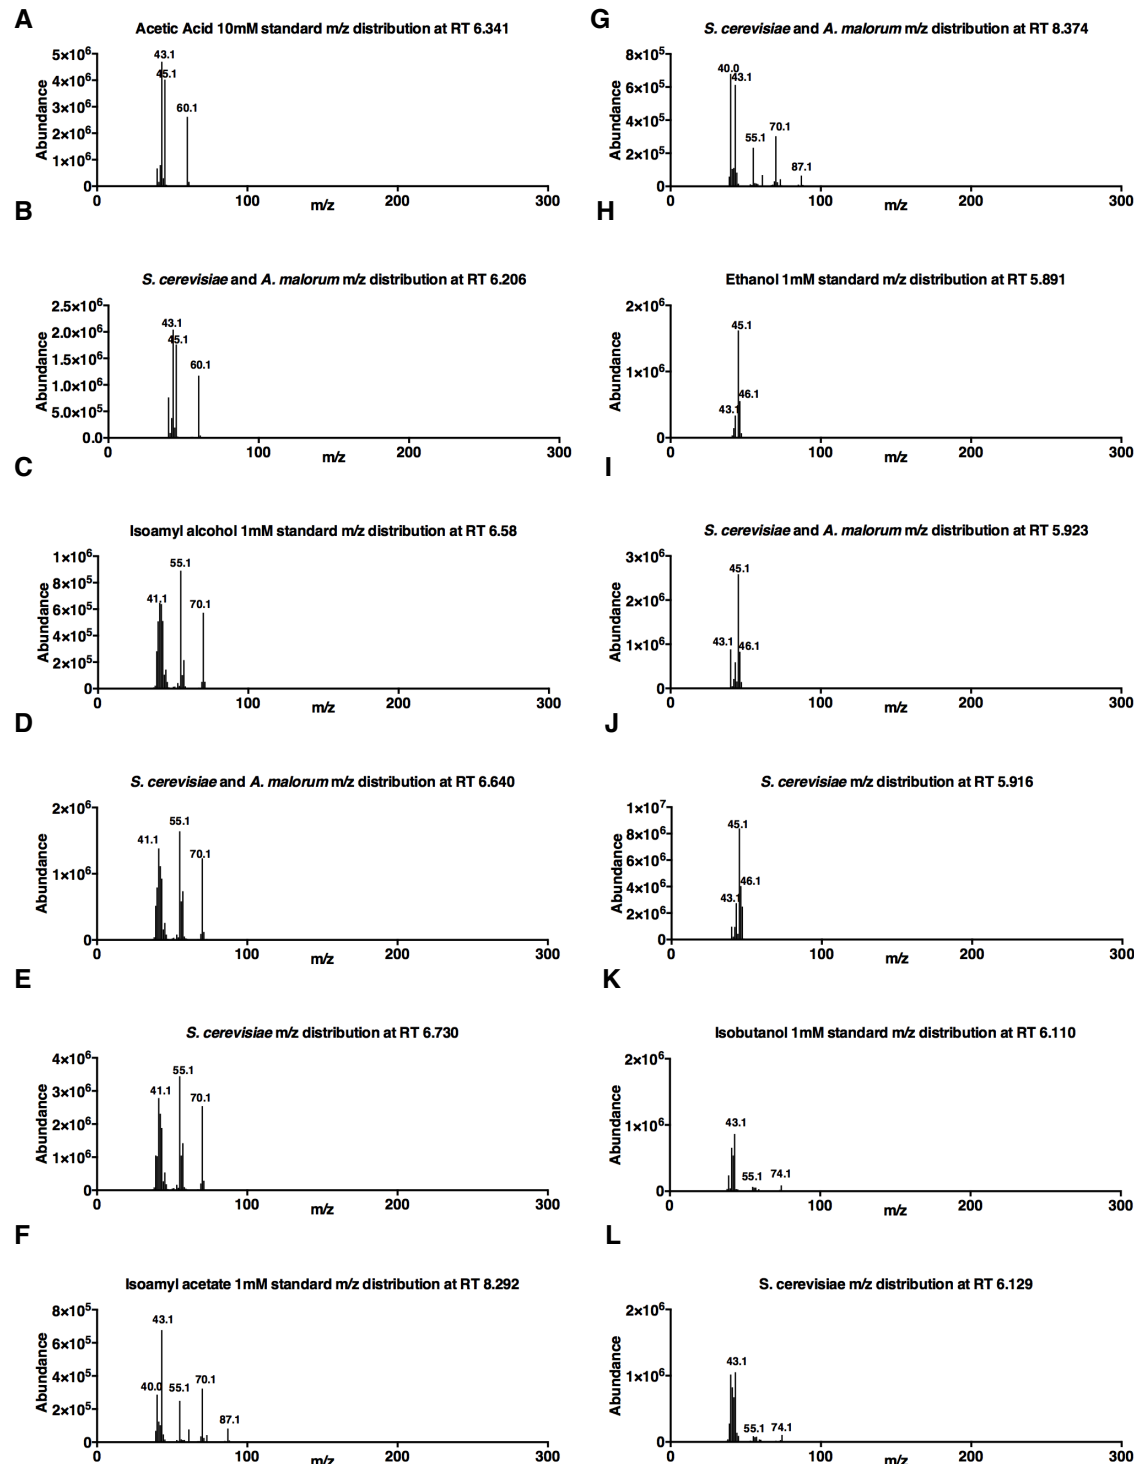 A
Acetic Acid 10mM standard m/z distribution at RT 6.341
Abundance
5×10⁶
4×10⁶
3×10⁶
2×10⁶
1×10⁶
0
43.1
45.1
60.1
0 100 200 300
m/z
B
S. cerevisiae and A. malorum m/z distribution at RT 6.206
Abundance
2.5×10⁶
2.0×10⁶
1.5×10⁶
1.0×10⁶
5.0×10⁵
0.0
43.1
45.1
60.1
0 100 200 300
m/z
C
Isoamyl alcohol 1mM standard m/z distribution at RT 6.58
Abundance
1×10⁶
8×10⁵
6×10⁵
4×10⁵
2×10⁵
0
41.1
55.1
70.1
0 100 200 300
m/z
D
S. cerevisiae and A. malorum m/z distribution at RT 6.640
Abundance
2×10⁶
1×10⁶
0
41.1
55.1
70.1
0 100 200 300
m/z
E
S. cerevisiae m/z distribution at RT 6.730
Abundance
4×10⁶
3×10⁶
2×10⁶
1×10⁶
0
41.1
55.1
70.1
0 100 200 300
m/z
F
Isoamyl acetate 1mM standard m/z distribution at RT 8.292
Abundance
8×10⁵
6×10⁵
4×10⁵
2×10⁵
0
40.0
43.1
55.1
70.1
87.1
0 100 200 300
m/z
G
S. cerevisiae and A. malorum m/z distribution at RT 8.374
Abundance
8×10⁵
6×10⁵
4×10⁵
2×10⁵
0
40.0
43.1
55.1
70.1
87.1
0 100 200 300
m/z
H
Ethanol 1mM standard m/z distribution at RT 5.891
Abundance
2×10⁶
1×10⁶
0
43.1
45.1
46.1
0 100 200 300
m/z
I
S. cerevisiae and A. malorum m/z distribution at RT 5.923
Abundance
3×10⁶
2×10⁶
1×10⁶
0
43.1
45.1
46.1
0 100 200 300
m/z
J
S. cerevisiae m/z distribution at RT 5.916
Abundance
1×10⁷
8×10⁶
6×10⁶
4×10⁶
2×10⁶
0
43.1
45.1
46.1
0 100 200 300
m/z
K
Isobutanol 1mM standard m/z distribution at RT 6.110
Abundance
2×10⁶
1×10⁶
0
43.1
55.1
74.1
0 100 200 300
m/z
L
S. cerevisiae m/z distribution at RT 6.129
Abundance
2×10⁶
1×10⁶
0
43.1
55.1
74.1
0 100 200 300
m/z